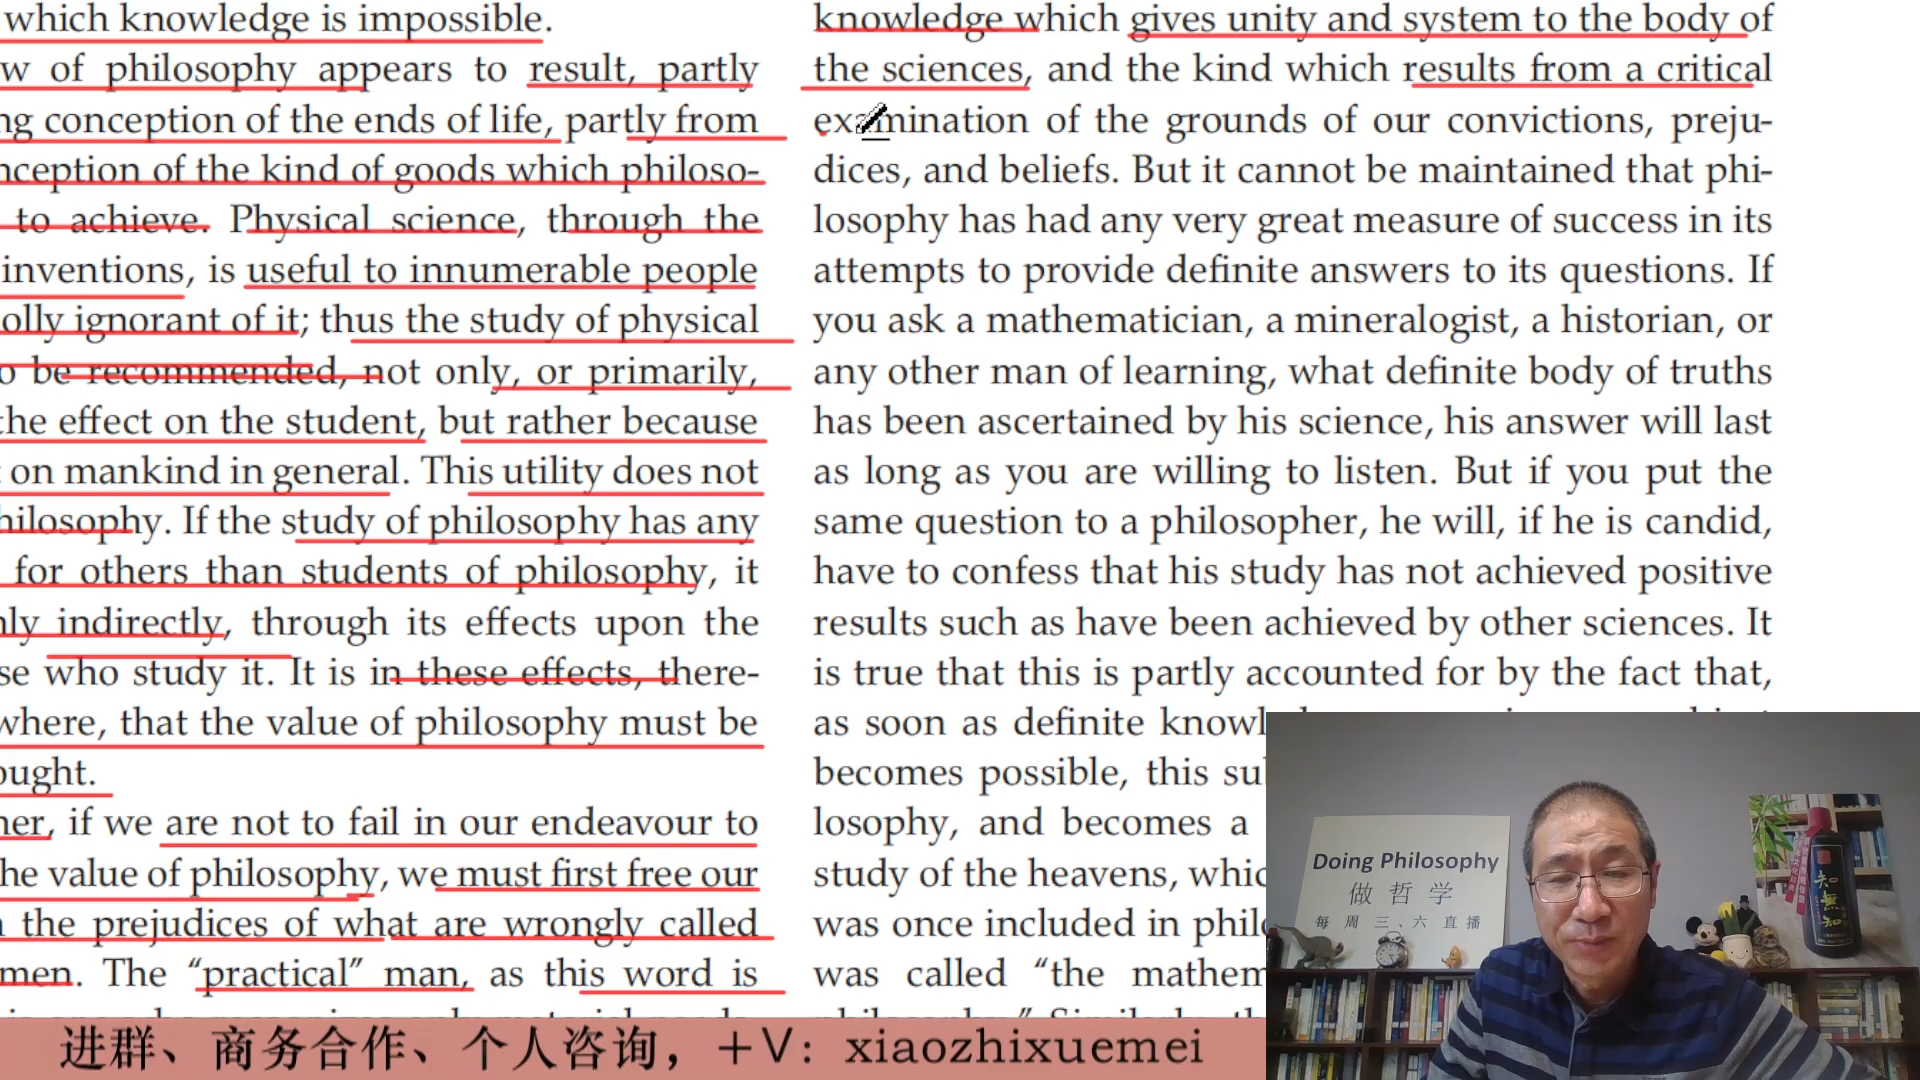 which knowledge is impossible.
w of philosophy appears to result, partly
ng conception of the ends of life, partly from
nception of the kind of goods which philoso-
to achieve. Physical science, through the
inventions, is useful to innumerable people
olly ignorant of it; thus the study of physical
o be recommended, not only, or primarily,
the effect on the student, but rather because
on mankind in general. This utility does not
hilosophy. If the study of philosophy has any
for others than students of philosophy, it
nly indirectly, through its effects upon the
se who study it. It is in these effects, there-
where, that the value of philosophy must be
ought.
her, if we are not to fail in our endeavour to
he value of philosophy, we must first free our
the prejudices of what are wrongly called
men. The “practical” man, as this word is
knowledge which gives unity and system to the body of
the sciences, and the kind which results from a critical
examination of the grounds of our convictions, preju-
dices, and beliefs. But it cannot be maintained that phi-
losophy has had any very great measure of success in its
attempts to provide definite answers to its questions. If
you ask a mathematician, a mineralogist, a historian, or
any other man of learning, what definite body of truths
has been ascertained by his science, his answer will last
as long as you are willing to listen. But if you put the
same question to a philosopher, he will, if he is candid,
have to confess that his study has not achieved positive
results such as have been achieved by other sciences. It
is true that this is partly accounted for by the fact that,
as soon as definite knowl
becomes possible, this su
losophy, and becomes a
study of the heavens, whic
was once included in phil
was called “the mathem
Doing Philosophy
做哲学
每周三、六直播
知無知
进群、商务合作、个人咨询，+V：xiaozhixuemei